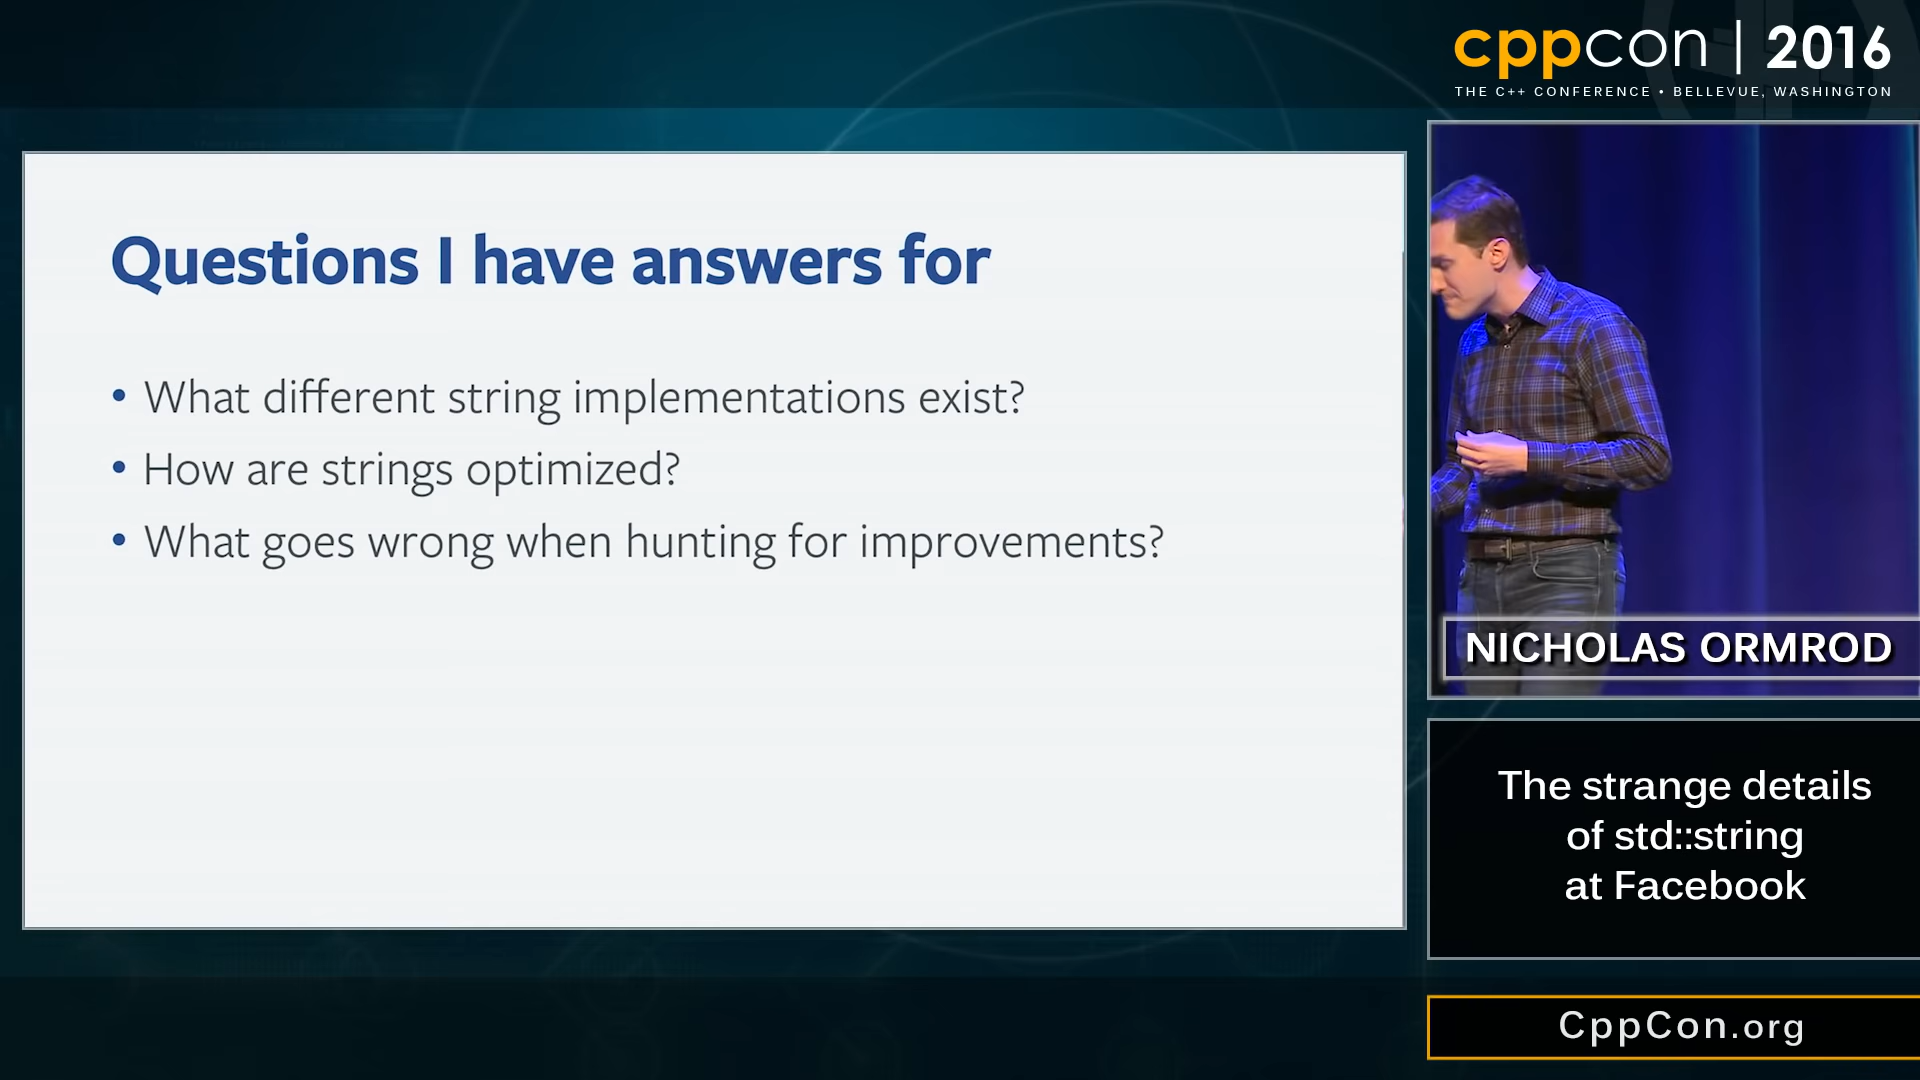 cppcon | 2016
THE C++ CONFERENCE • BELLEVUE, WASHINGTON
Questions I have answers for
• What different string implementations exist?
• How are strings optimized?
• What goes wrong when hunting for improvements?
NICHOLAS ORMROD
The strange details
of std::string
at Facebook
CppCon.org